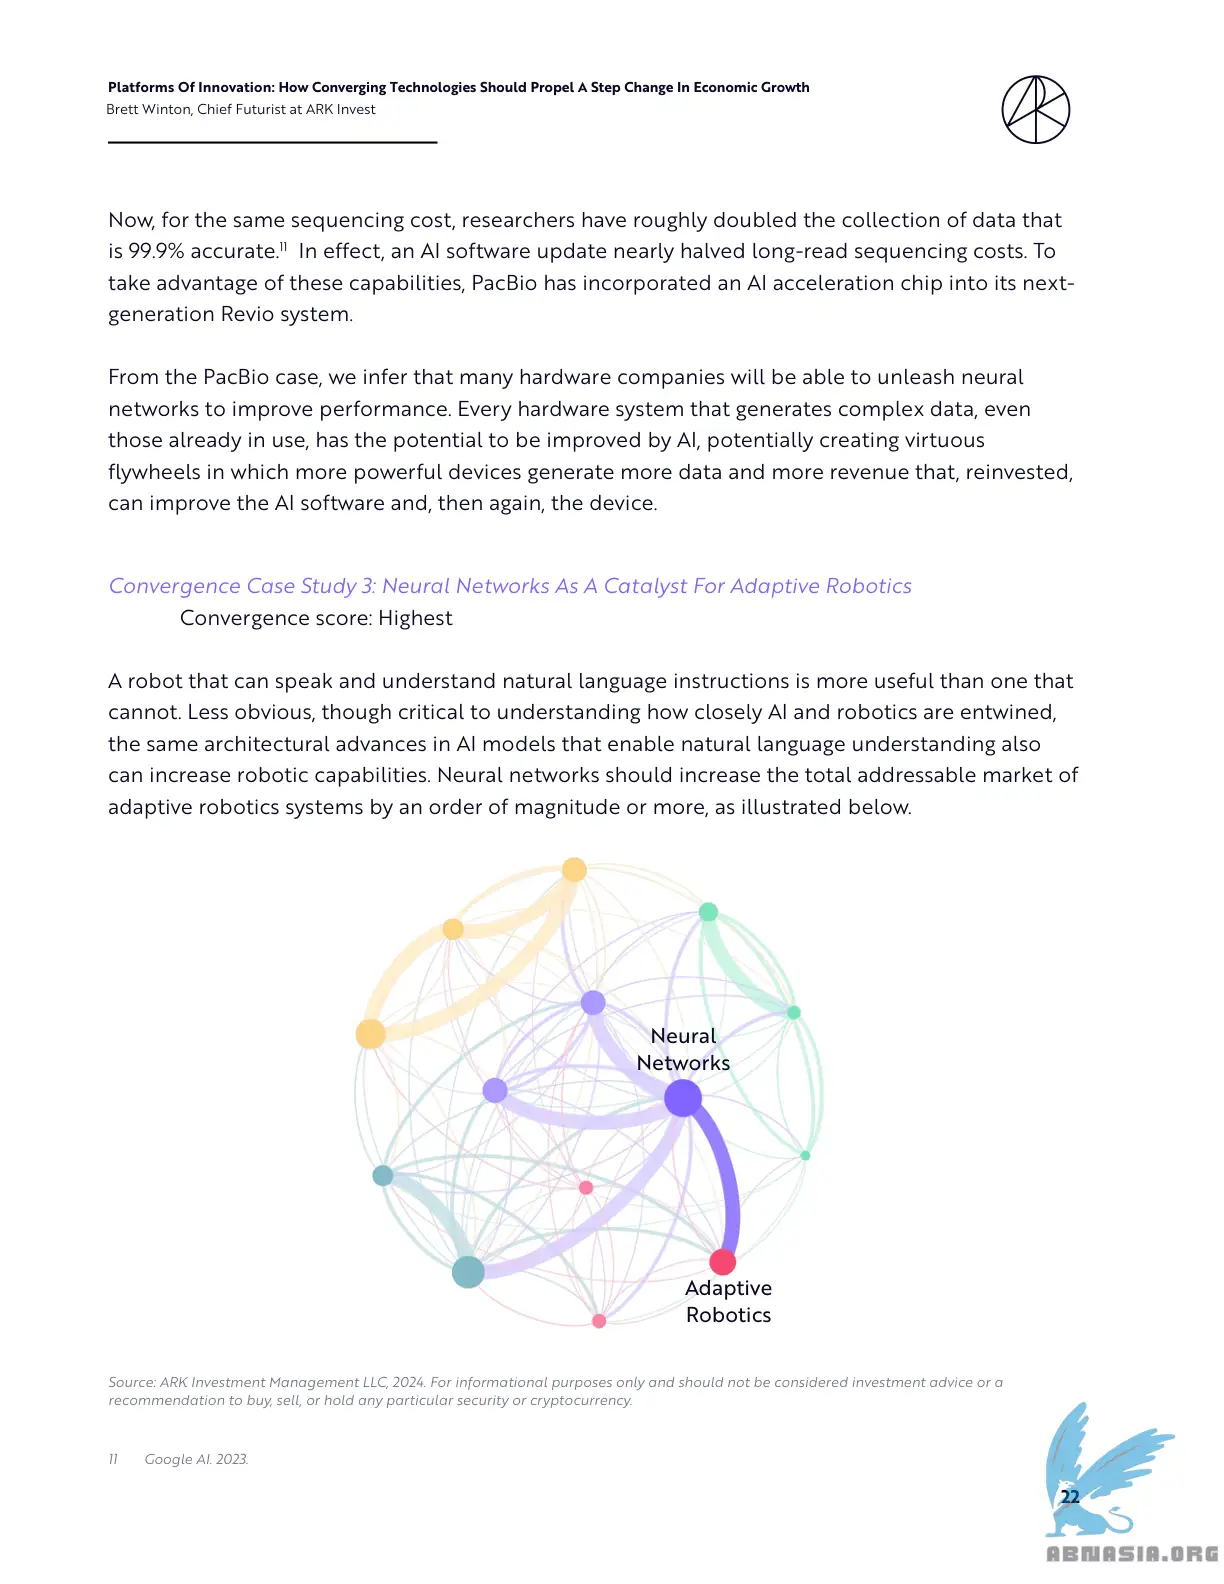 Platforms Of Innovation: How Converging Technologies Should Propel A Step Change In Economic Growth
Brett Winton, Chief Futurist at ARK Invest
Now, for the same sequencing cost, researchers have roughly doubled the collection of data that
is 99.9% accurate.¹¹ In effect, an AI software update nearly halved long-read sequencing costs. To
take advantage of these capabilities, PacBio has incorporated an AI acceleration chip into its next-
generation Revio system.
From the PacBio case, we infer that many hardware companies will be able to unleash neural
networks to improve performance. Every hardware system that generates complex data, even
those already in use, has the potential to be improved by AI, potentially creating virtuous
flywheels in which more powerful devices generate more data and more revenue that, reinvested,
can improve the AI software and, then again, the device.
Convergence Case Study 3: Neural Networks As A Catalyst For Adaptive Robotics
Convergence score: Highest
A robot that can speak and understand natural language instructions is more useful than one that
cannot. Less obvious, though critical to understanding how closely AI and robotics are entwined,
the same architectural advances in AI models that enable natural language understanding also
can increase robotic capabilities. Neural networks should increase the total addressable market of
adaptive robotics systems by an order of magnitude or more, as illustrated below.
Neural
Networks
Adaptive
Robotics
Source: ARK Investment Management LLC, 2024. For informational purposes only and should not be considered investment advice or a
recommendation to buy, sell, or hold any particular security or cryptocurrency.
11 Google AI. 2023.
22
ABNASIA.ORG